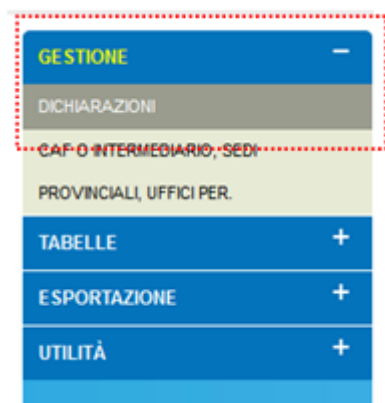 GESTIONE −
DICHIARAZIONI
CAF O INTERMEDIARIO, SEDI
PROVINCIALI, UFFICI PER.
TABELLE +
ESPORTAZIONE +
UTILITÀ +